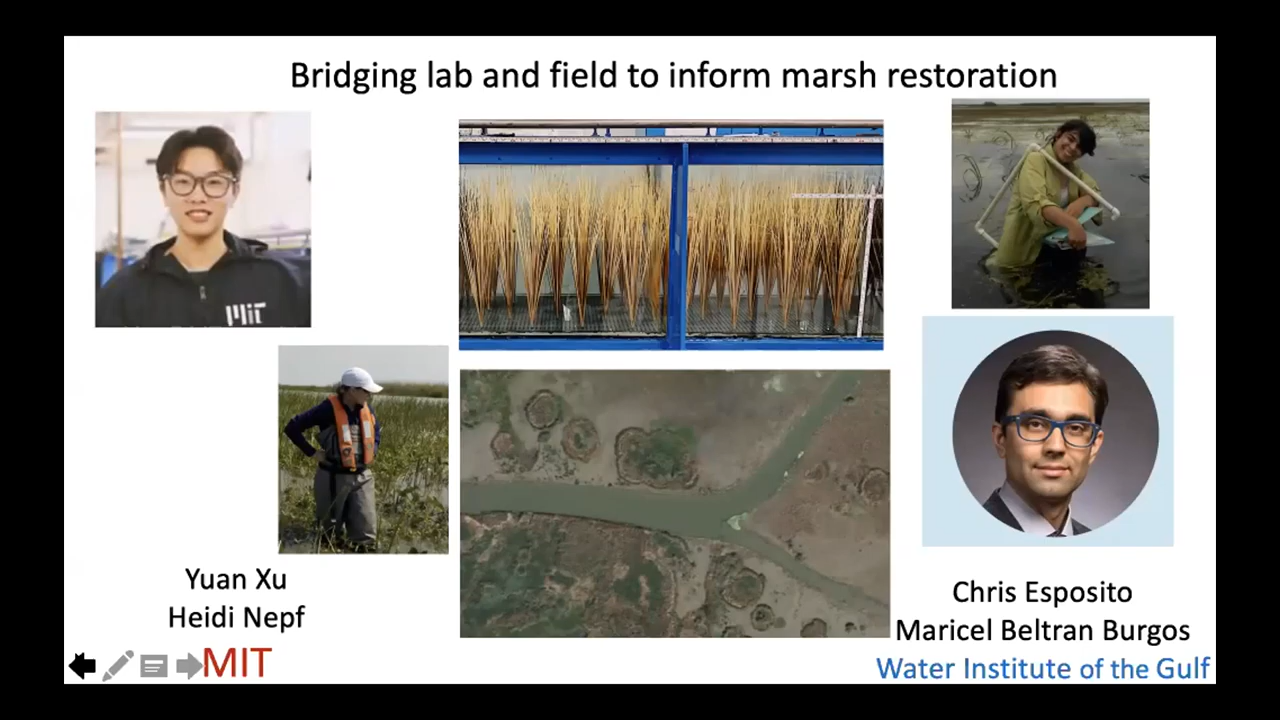 Bridging lab and field to inform marsh restoration
MIT
Yuan Xu
Heidi Nepf
MIT
Chris Esposito
Maricel Beltran Burgos
Water Institute of the Gulf